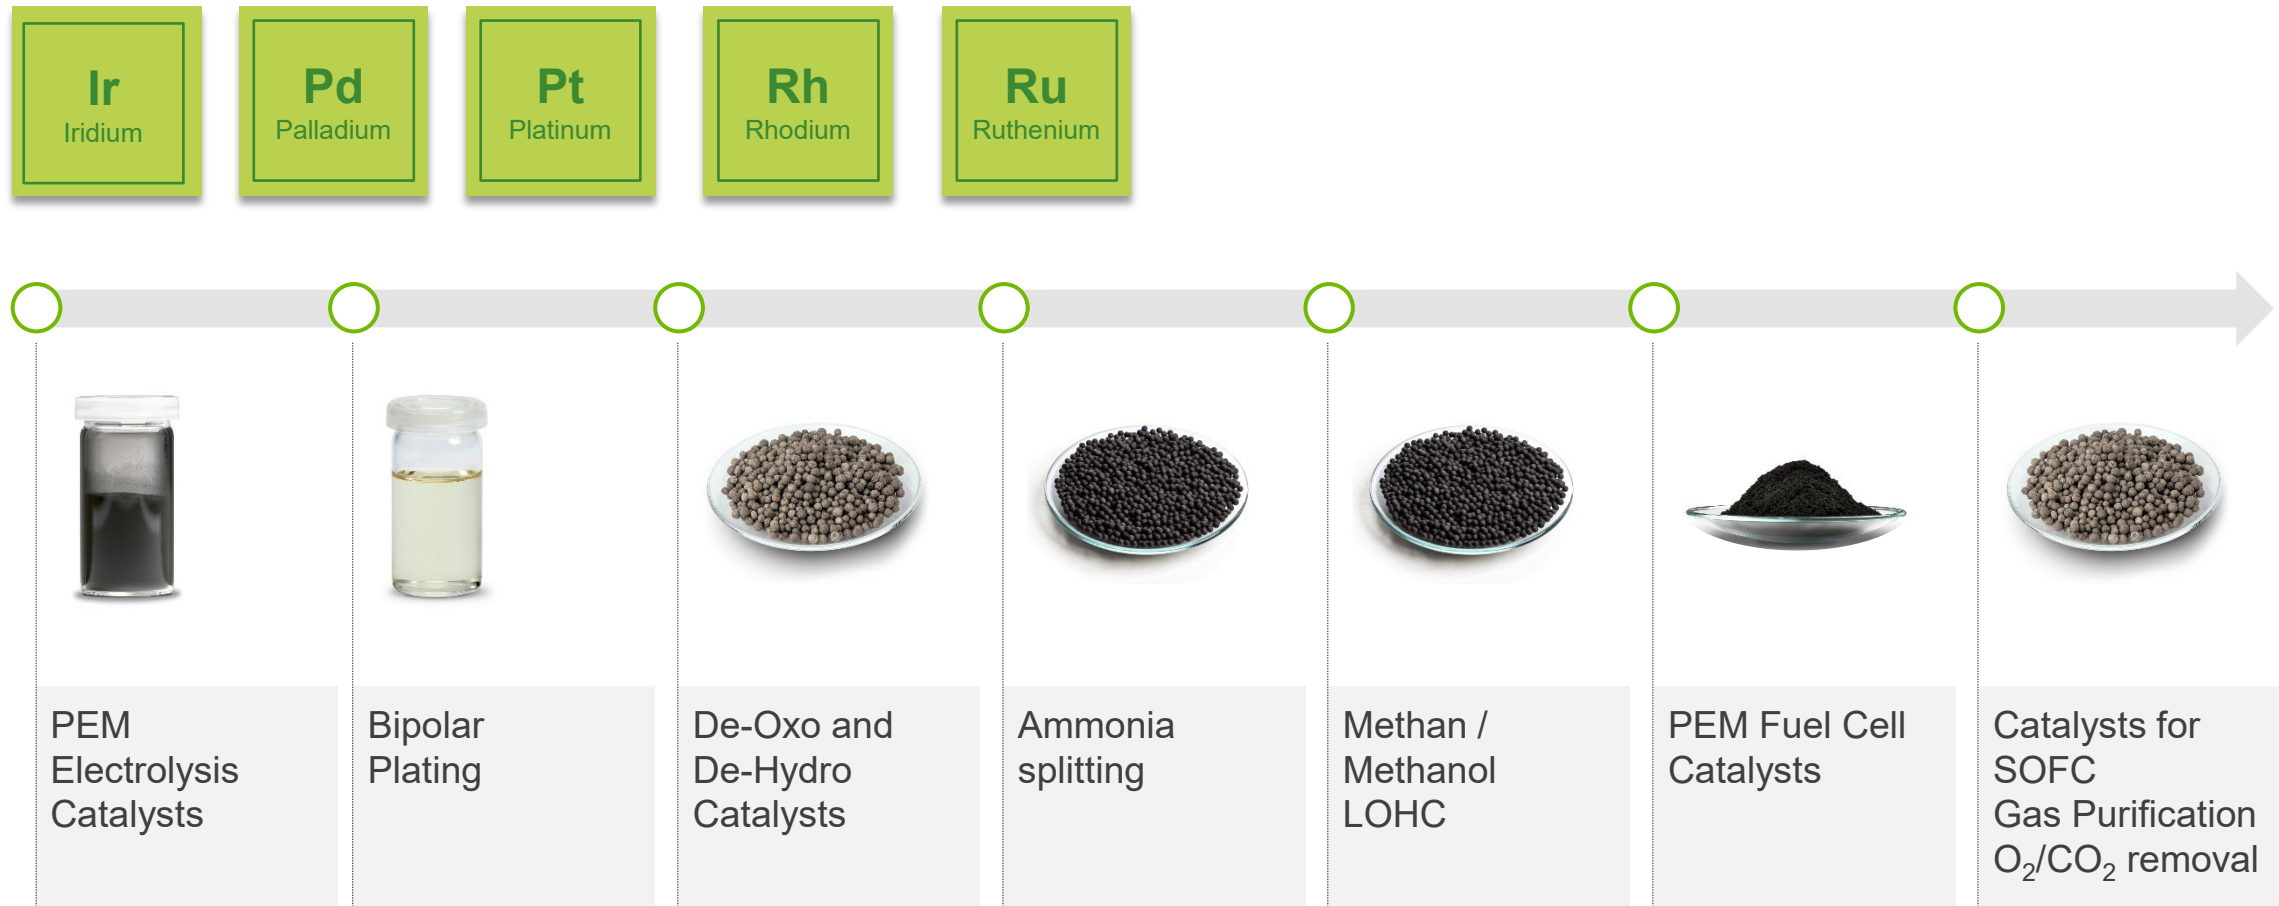 Ir
Iridium
Pd
Palladium
Pt
Platinum
Rh
Rhodium
Ru
Ruthenium
PEM
Electrolysis
Catalysts
Bipolar
Plating
De-Oxo and
De-Hydro
Catalysts
Ammonia
splitting
Methan /
Methanol
LOHC
PEM Fuel Cell
Catalysts
Catalysts for
SOFC
Gas Purification
O₂/CO₂ removal